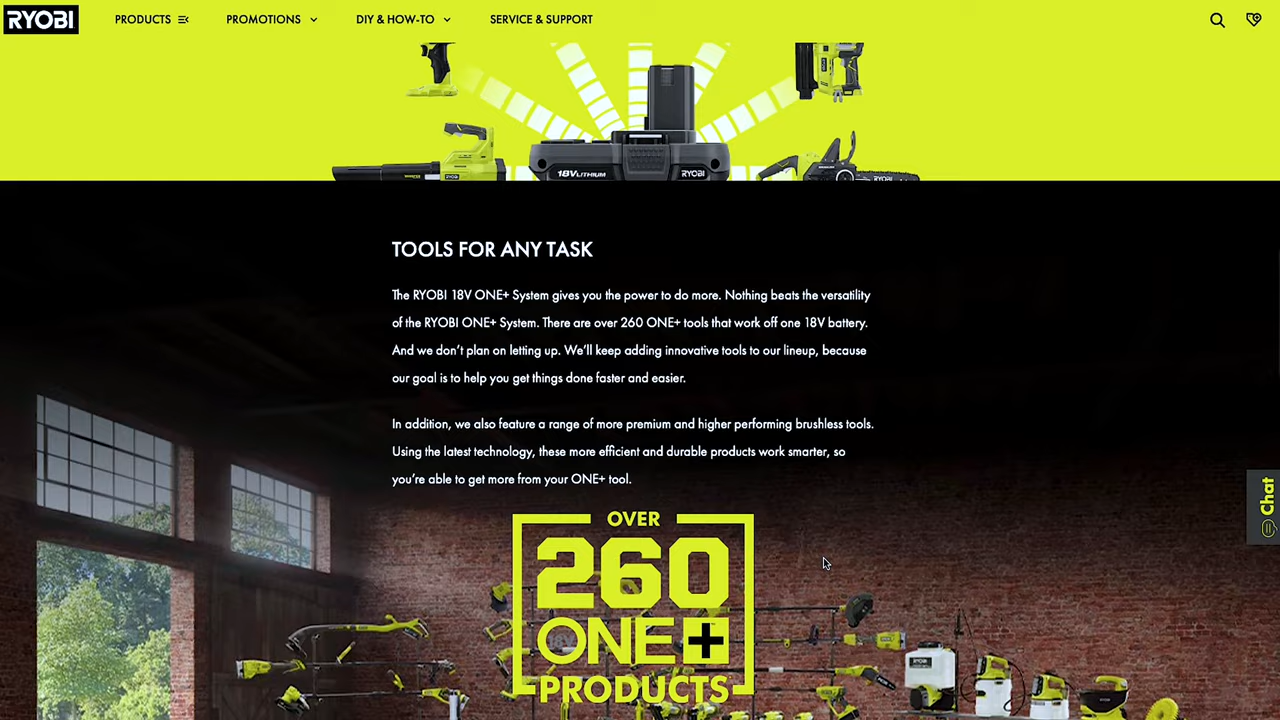 RYOBI
PRODUCTS
PROMOTIONS
DIY & HOW-TO
SERVICE & SUPPORT
18V LITHIUM
RYOBI
TOOLS FOR ANY TASK
The RYOBI 18V ONE+ System gives you the power to do more. Nothing beats the versatility
of the RYOBI ONE+ System. There are over 260 ONE+ tools that work off one 18V battery.
And we don't plan on letting up. We'll keep adding innovative tools to our lineup, because
our goal is to help you get things done faster and easier.
In addition, we also feature a range of more premium and higher performing brushless tools.
Using the latest technology, these more efficient and durable products work smarter, so
you're able to get more from your ONE+ tool.
Chat
OVER
260
ONE+
PRODUCTS
RYOBI